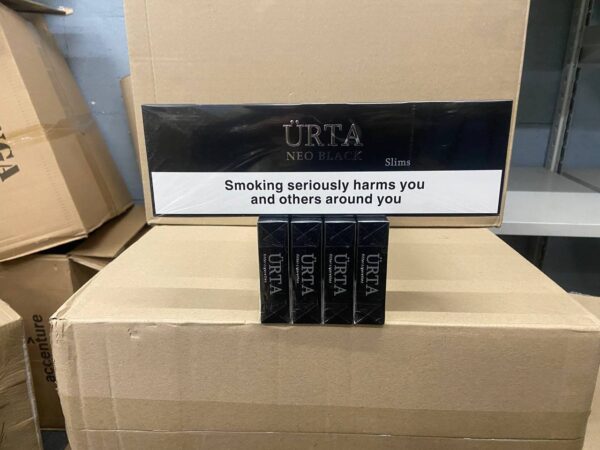 ÜRTA
NEO BLACK
Slims
Smoking seriously harms you
and others around you
ÜRTA
ÜRTA
ÜRTA
ÜRTA
accenture